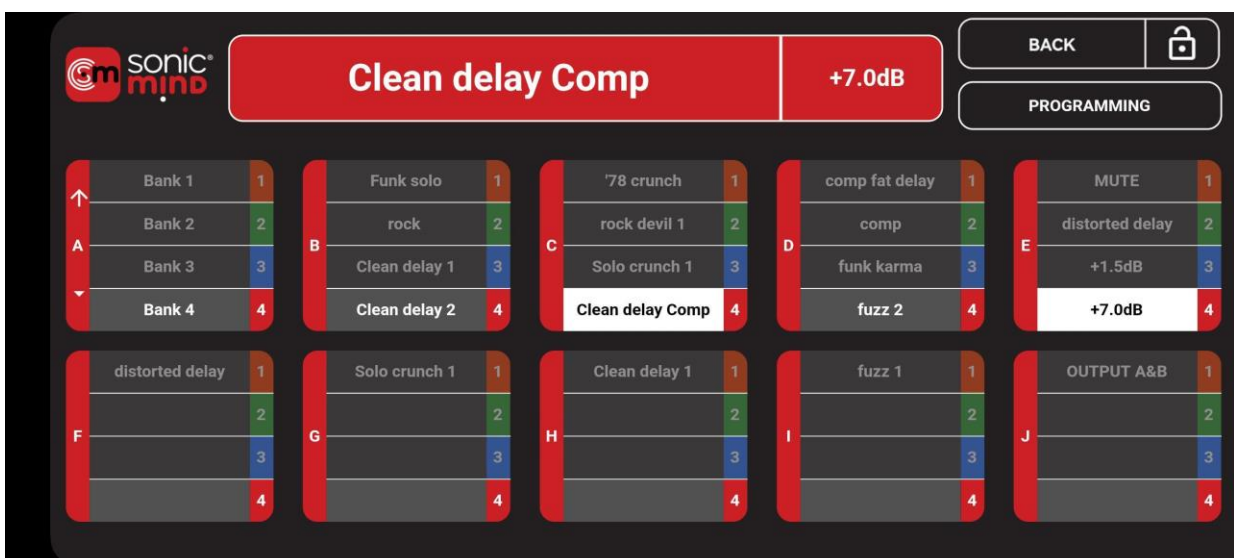 sonic®
mind
Clean delay Comp
+7.0dB
BACK
PROGRAMMING
A
Bank 1 1
Bank 2 2
Bank 3 3
Bank 4 4
B
Funk solo 1
rock 2
Clean delay 1 3
Clean delay 2 4
C
'78 crunch 1
rock devil 1 2
Solo crunch 1 3
Clean delay Comp 4
D
comp fat delay 1
comp 2
funk karma 3
fuzz 2 4
E
MUTE 1
distorted delay 2
+1.5dB 3
+7.0dB 4
F
distorted delay 1
2
3
4
G
Solo crunch 1 1
2
3
4
H
Clean delay 1 1
2
3
4
I
fuzz 1 1
2
3
4
J
OUTPUT A&B 1
2
3
4